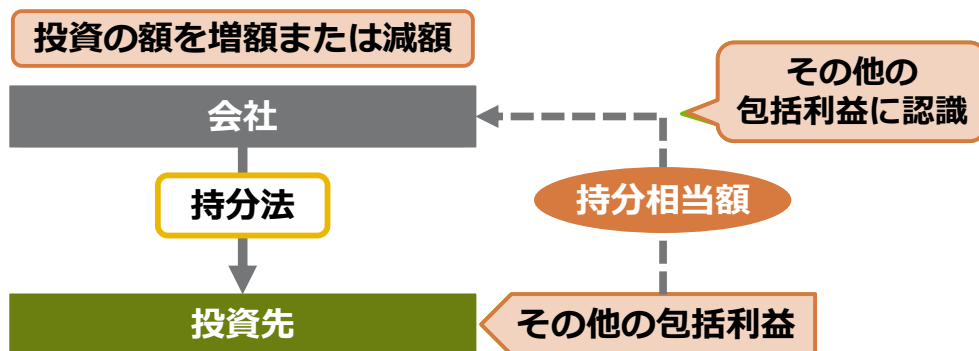 投資の額を増額または減額
その他の
包括利益に認識
会社
持分法
持分相当額
投資先
その他の包括利益